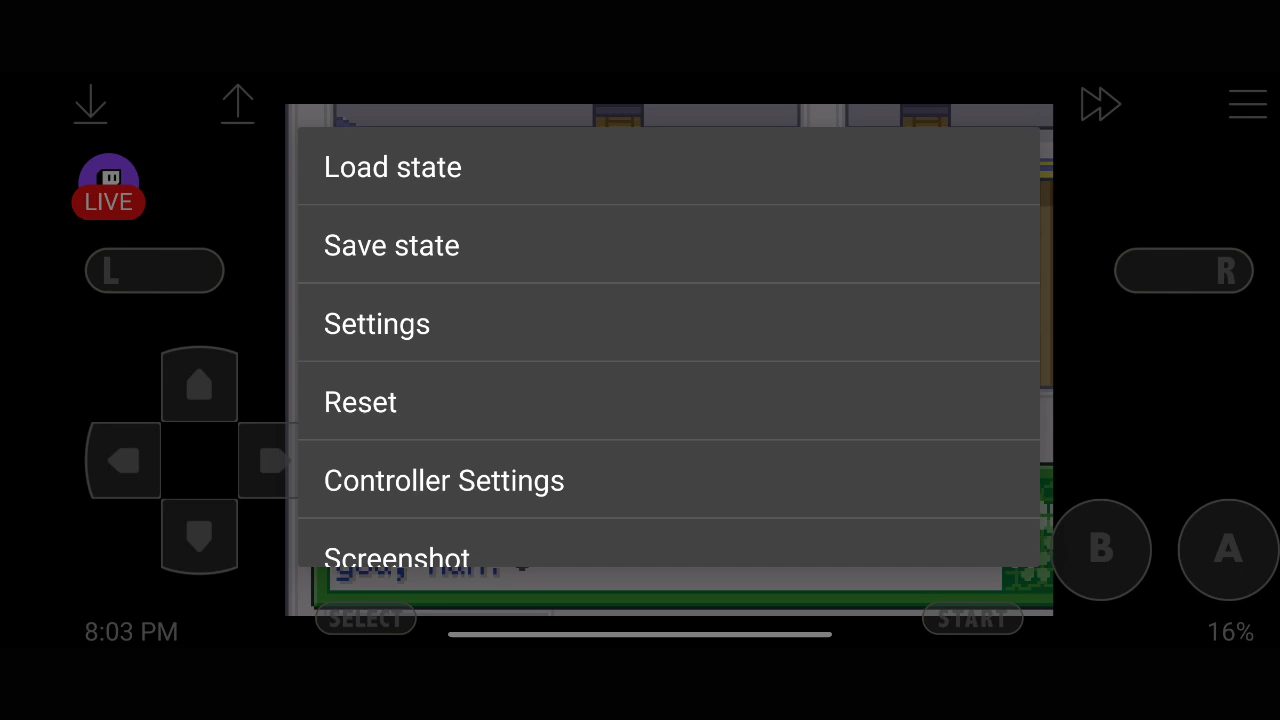 LIVE
L
R
Load state
Save state
Settings
Reset
Controller Settings
Screenshot
B
A
SELECT
START
8:03 PM
16%